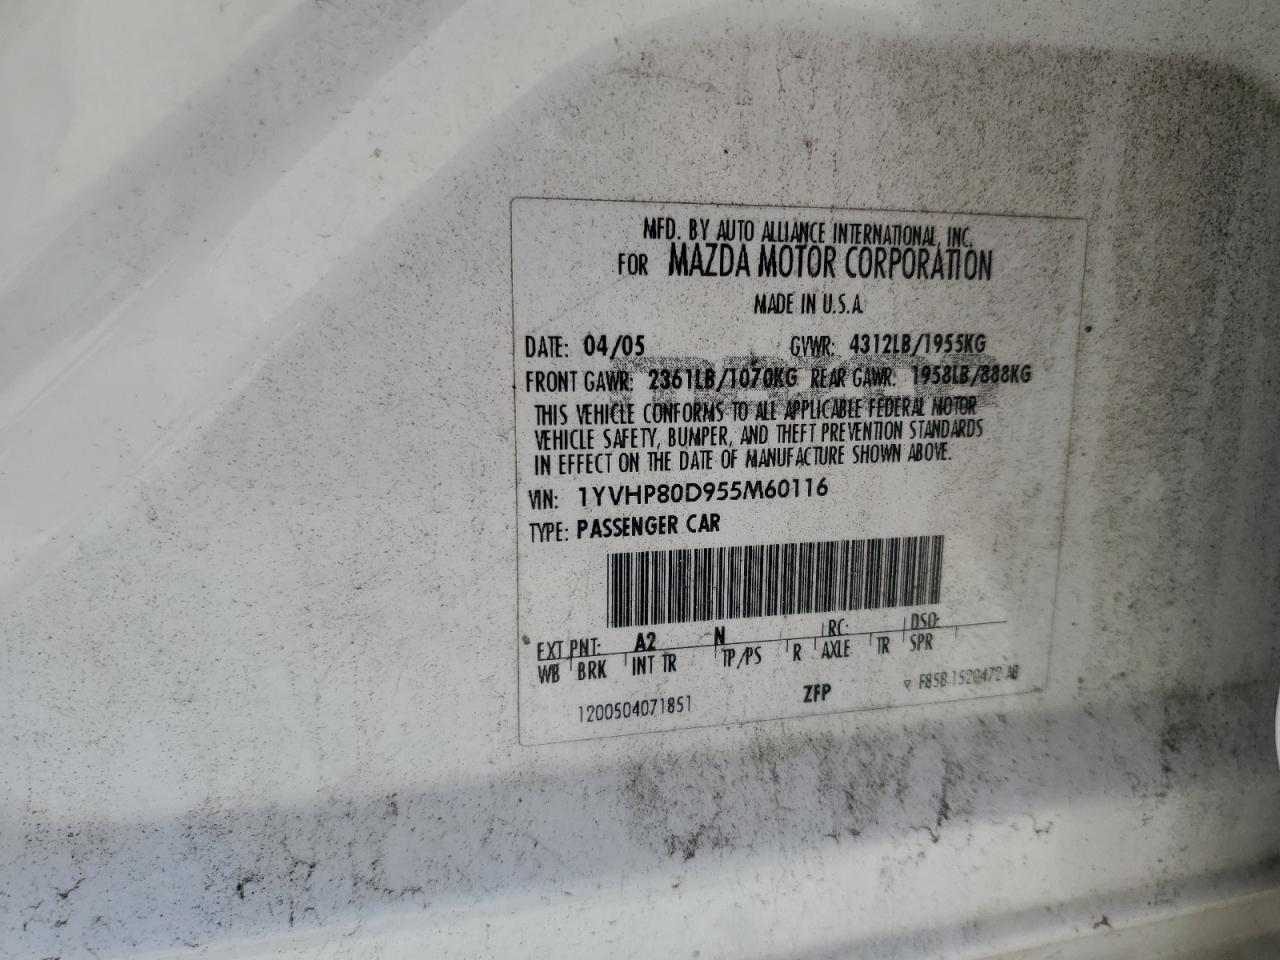 MFD. BY AUTO ALLIANCE INTERNATIONAL, INC.
FOR MAZDA MOTOR CORPORATION
MADE IN U.S.A
DATE: 04/05 GVWR: 4312LB/1955KG
FRONT GAWR: 2361LB/1070KG REAR GAWR: 1958LB/888KG
THIS VEHICLE CONFORMS TO ALL APPLICABLE FEDERAL MOTOR
VEHICLE SAFETY, BUMPER, AND THEFT PREVENTION STANDARDS
IN EFFECT ON THE DATE OF MANUFACTURE SHOWN ABOVE.
VIN: 1YVHP80D955M60116
TYPE: PASSENGER CAR
EXT PNT: A2 N RC: DSO:
WB BRK INT TR TP/PS R AXLE TR SPR
1200504071851 ZFP F85B-1520472-AB